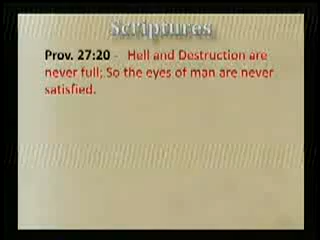 Scriptures
Prov. 27:20 - Hell and Destruction are
never full; So the eyes of man are never
satisfied.